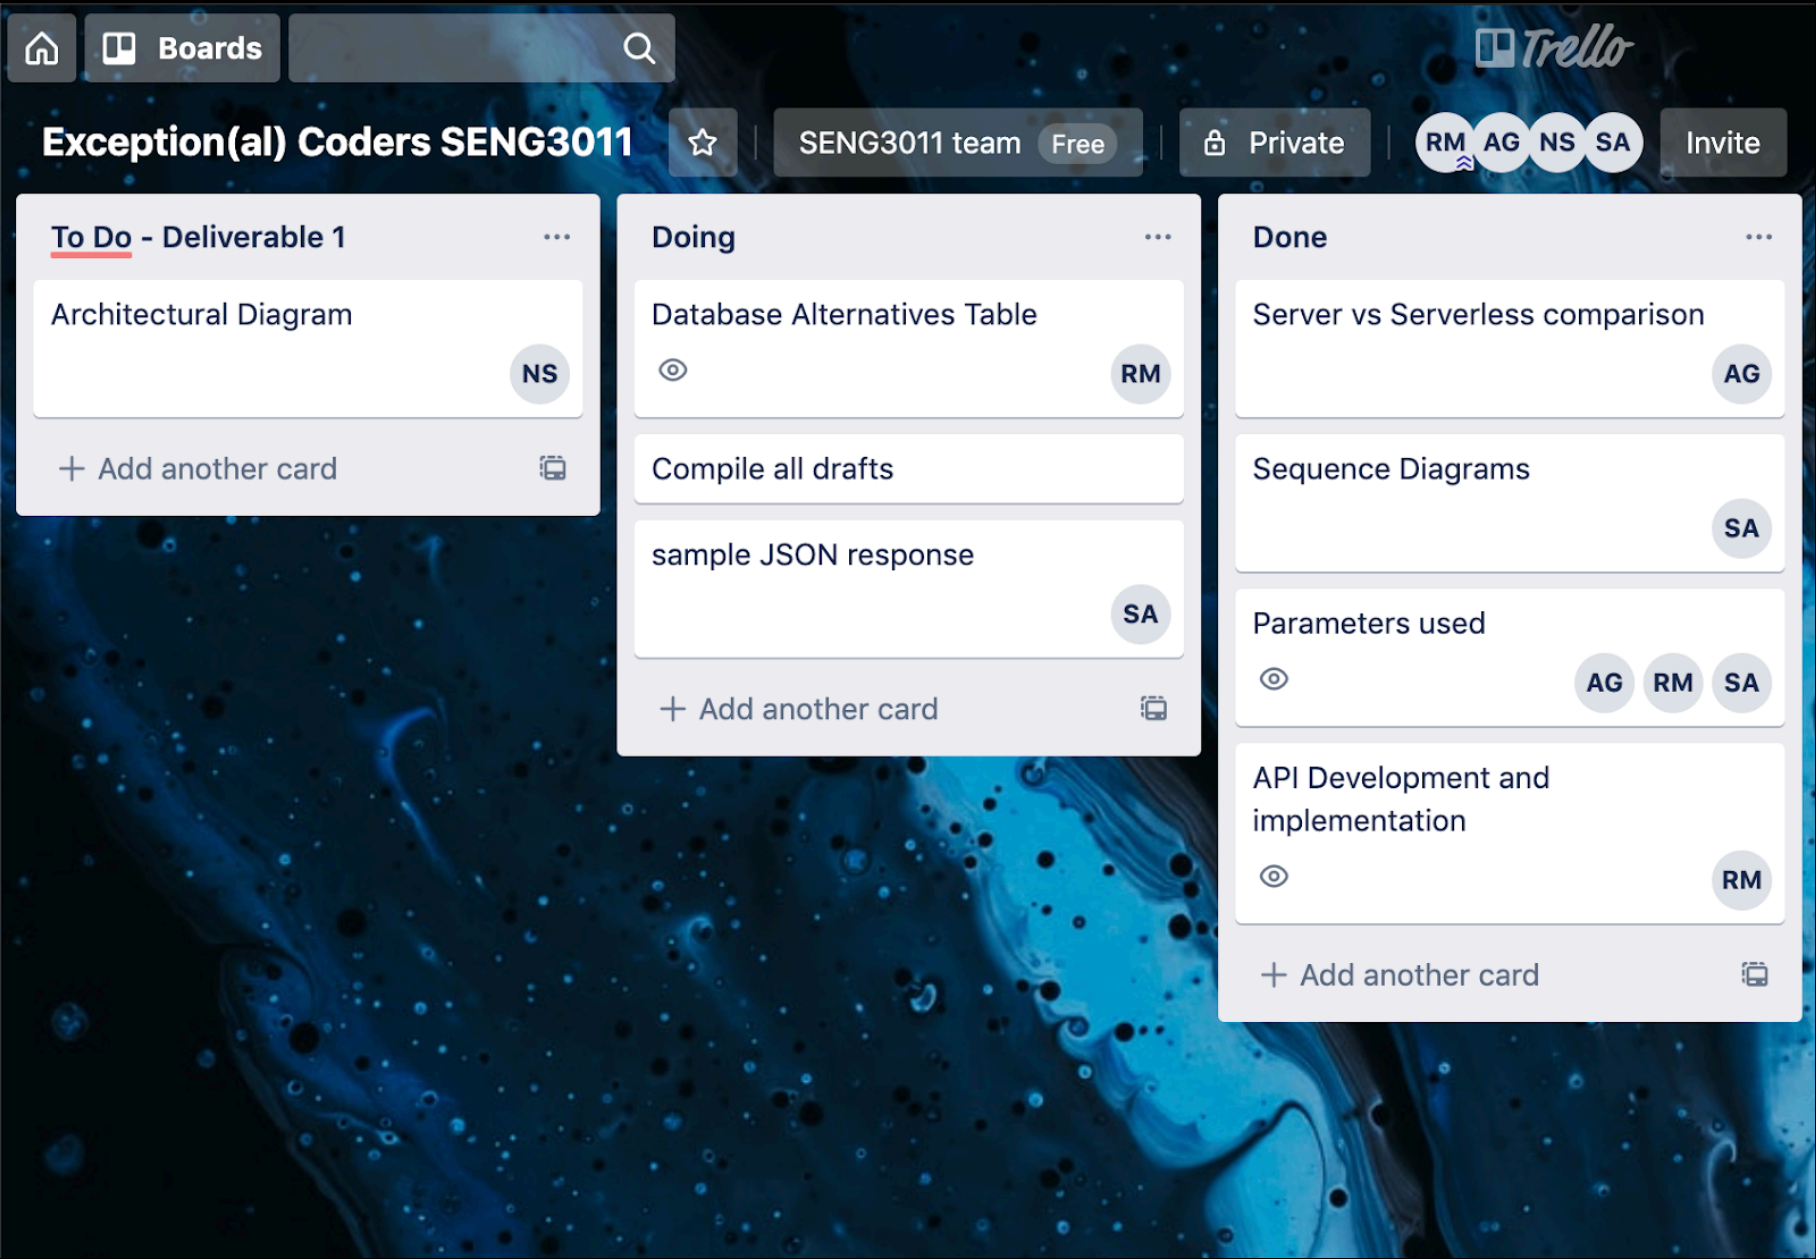 Boards
Trello
Exception(al) Coders SENG3011
SENG3011 team Free
Private
RM AG NS SA
Invite
To Do - Deliverable 1
Architectural Diagram
NS
Add another card
Doing
Database Alternatives Table
RM
Compile all drafts
sample JSON response
SA
Add another card
Done
Server vs Serverless comparison
AG
Sequence Diagrams
SA
Parameters used
AG RM SA
API Development and
implementation
RM
Add another card